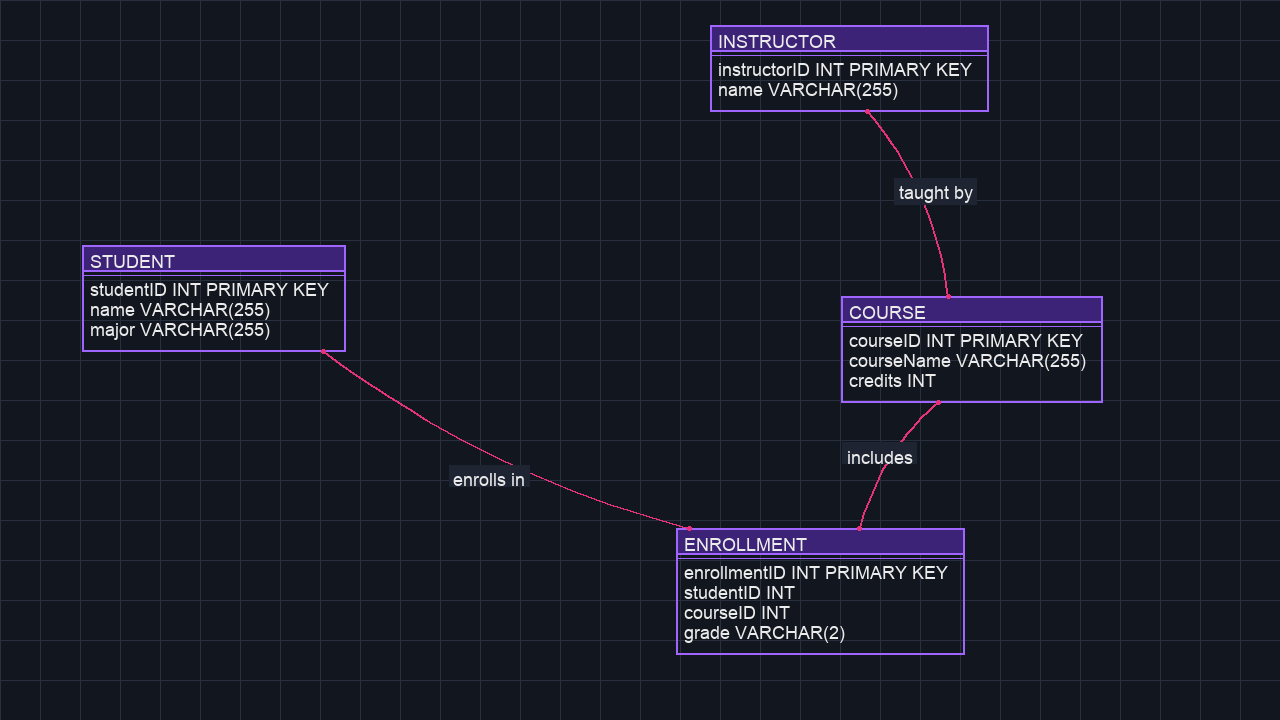 INSTRUCTOR
instructorID INT PRIMARY KEY
name VARCHAR(255)
taught by
STUDENT
studentID INT PRIMARY KEY
name VARCHAR(255)
major VARCHAR(255)
COURSE
courseID INT PRIMARY KEY
courseName VARCHAR(255)
credits INT
includes
enrolls in
ENROLLMENT
enrollmentID INT PRIMARY KEY
studentID INT
courseID INT
grade VARCHAR(2)